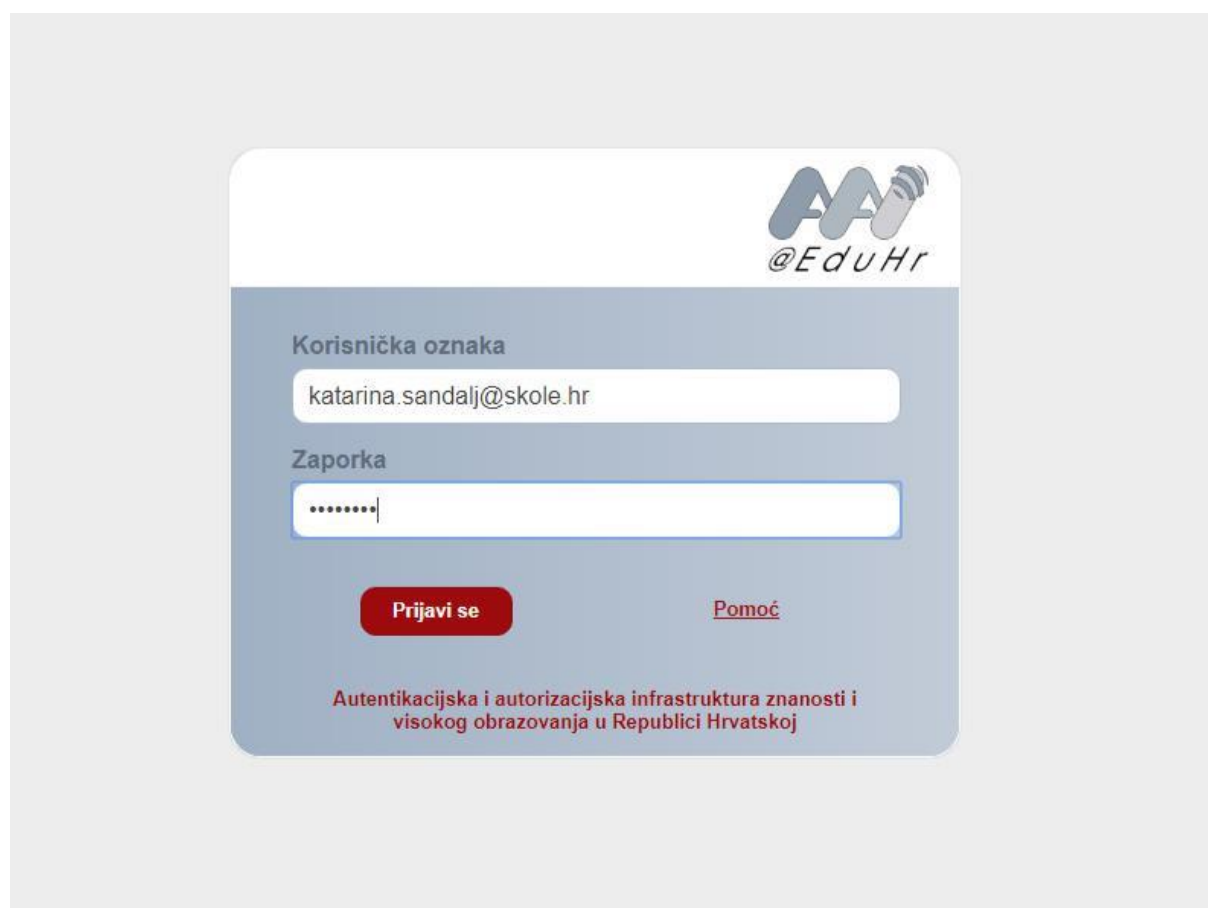 AAI
@EduHr
Korisnička oznaka
katarina.sandalj@skole.hr
Zaporka
••••••••
Prijavi se
Pomoć
Autentikacijska i autorizacijska infrastruktura znanosti i
visokog obrazovanja u Republici Hrvatskoj